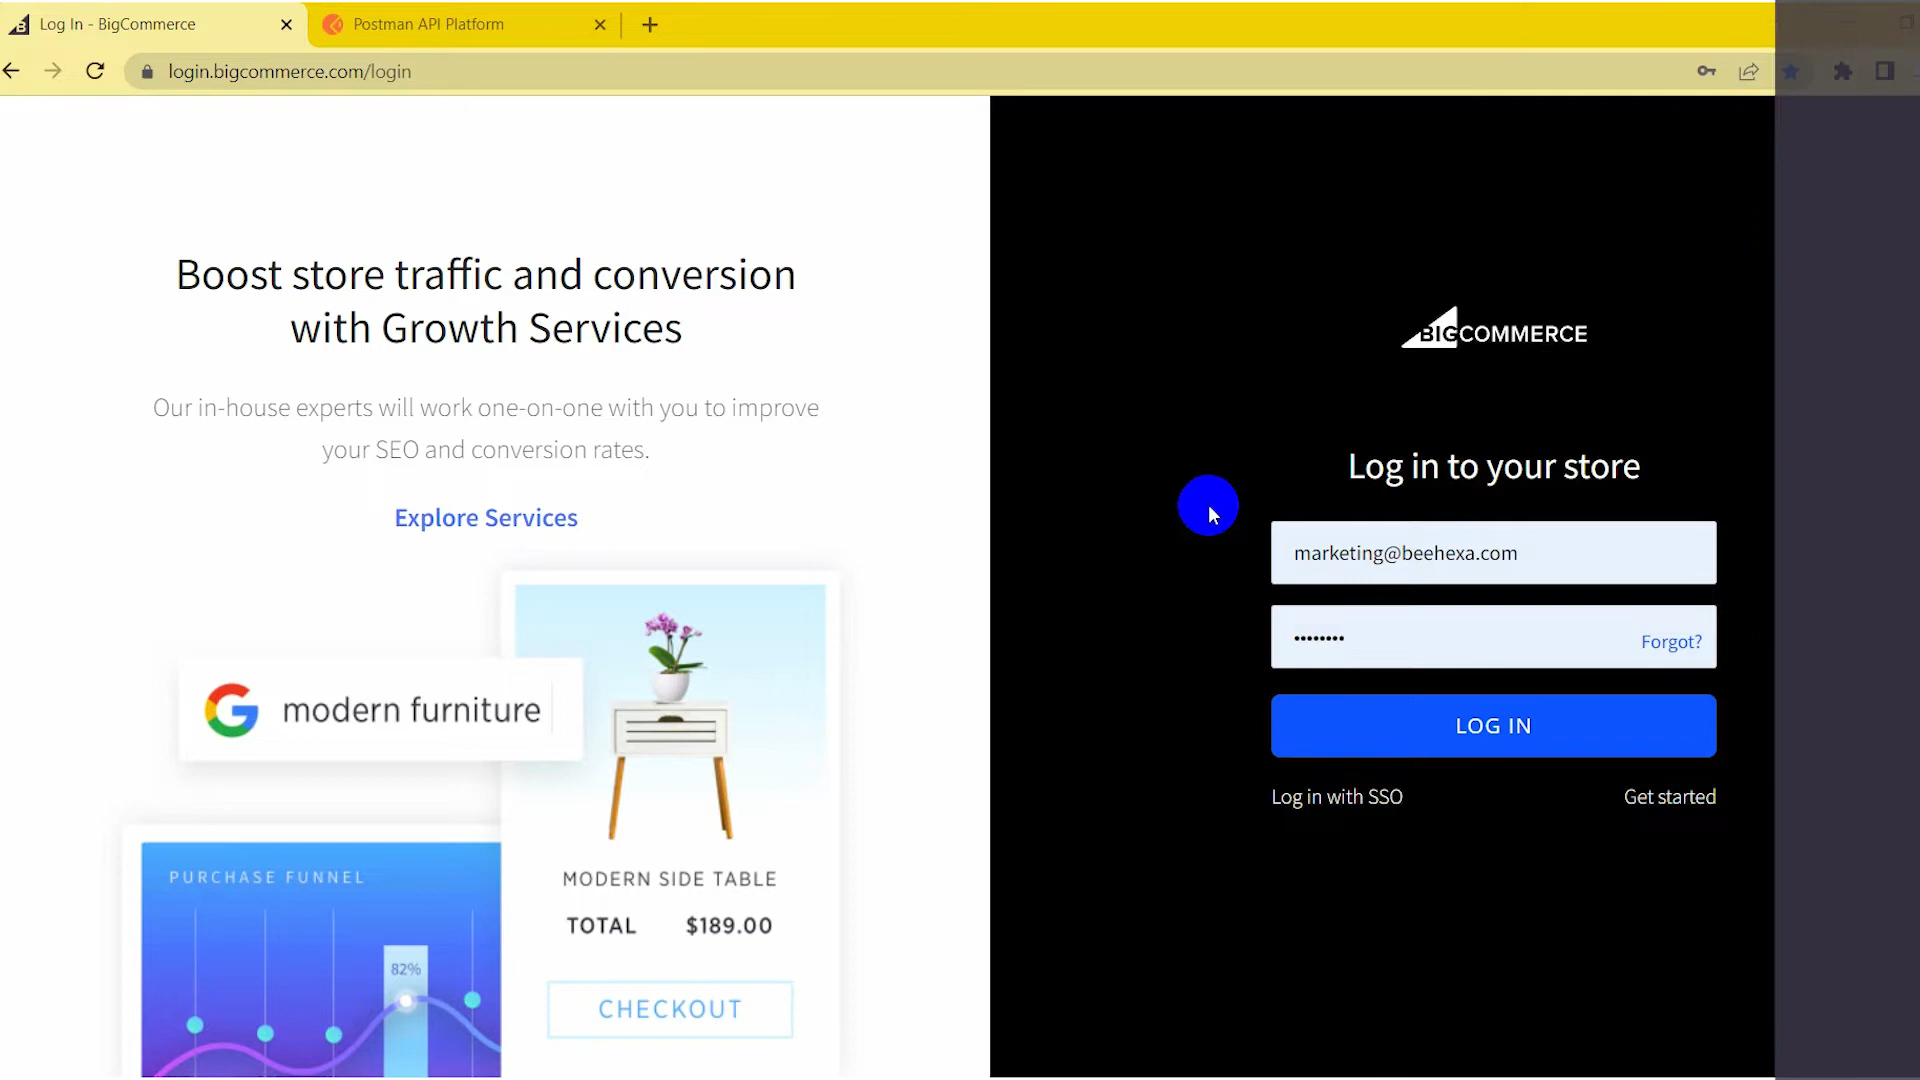 Log In - BigCommerce
Postman API Platform
login.bigcommerce.com/login
Boost store traffic and conversion
with Growth Services
Our in-house experts will work one-on-one with you to improve
your SEO and conversion rates.
Explore Services
modern furniture
PURCHASE FUNNEL
82%
MODERN SIDE TABLE
TOTAL $189.00
CHECKOUT
BIGCOMMERCE
Log in to your store
marketing@beehexa.com
••••••••
Forgot?
LOG IN
Log in with SSO
Get started